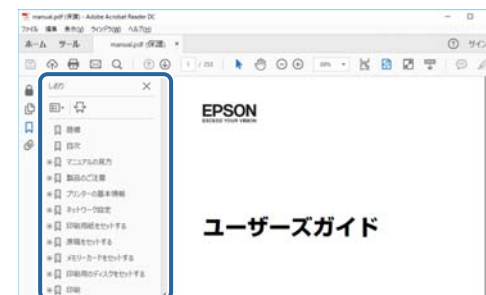 manual.pdf (保護) - Adobe Acrobat Reader DC
ファイル 編集 表示(V) ウィンドウ(W) ヘルプ(H)
ホーム ツール manual.pdf (保護) ×
1
しおり
EPSON
EXCEED YOUR VISION
目次
マニュアルの見方
製品のご注意
プリンターの基本情報
ネットワーク設定
印刷用紙をセットする
原稿をセットする
メモリーカードをセットする
印刷用のディスクをセットする
印刷
ユーザーズガイド